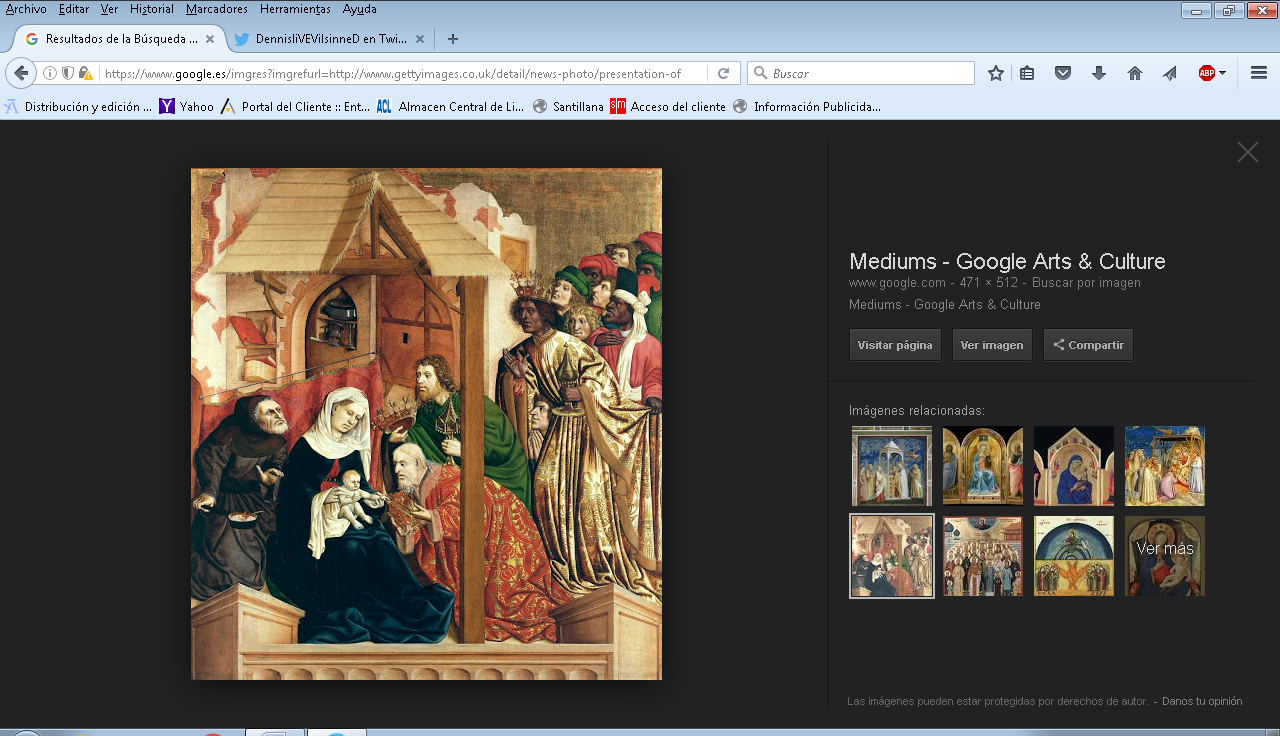 Archivo Editar Ver Historial Marcadores Herramientas Ayuda
Resultados de la Búsqueda ... DennisliVEVilsinneD en Twi...
https://www.google.es/imgres?imgrefurl=http://www.gettyimages.co.uk/detail/news-photo/presentation-of Buscar ABP
Distribución y edición ... Yahoo Portal del Cliente :: Ent... ACL Almacen Central de Li... Santillana sm Acceso del cliente Información Publicida...
Mediums - Google Arts & Culture
www.google.com - 471 × 512 - Buscar por imagen
Mediums - Google Arts & Culture
Visitar página Ver imagen Compartir
Imágenes relacionadas:
Ver más
Las imágenes pueden estar protegidas por derechos de autor. - Danos tu opinión